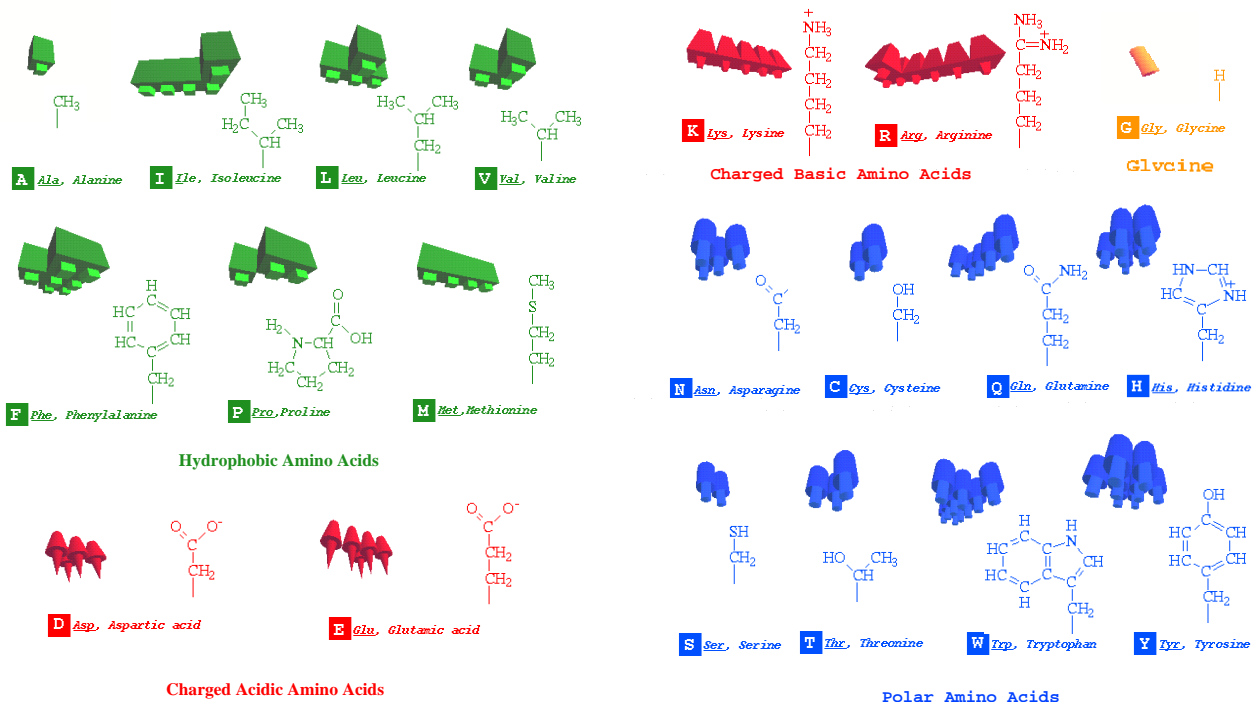 CH3
A Ala, Alanine
CH3
H2C
CH3
CH
I Ile, Isoleucine
H3C
CH3
CH
CH2
L Leu, Leucine
H3C
CH3
CH
V Val, Valine
H
C
HC
CH
HC
CH
C
CH2
F Phe, Phenylalanine
O
C
OH
H2
N
CH
H2C
CH2
CH2
P Pro,Proline
CH3
S
CH2
CH2
M Met,Methionine
Hydrophobic Amino Acids
O
O-
C
CH2
D Asp, Aspartic acid
O
O-
C
CH2
CH2
E Glu, Glutamic acid
Charged Acidic Amino Acids
+
NH3
CH2
CH2
CH2
CH2
K Lys, Lysine
NH3
+
C=NH2
CH2
CH2
CH2
R Arg, Arginine
Charged Basic Amino Acids
H
G Gly, Glycine
Glycine
O
C
CH2
N Asn, Asparagine
OH
CH2
C Cys, Cysteine
O
NH2
C
CH2
CH2
Q Gln, Glutamine
HN
CH
+
HC
NH
C
CH2
H His, Histidine
SH
CH2
S Ser, Serine
HO
CH3
CH
T Thr, Threonine
H
H
C
N
HC
C
CH
HC
C
C
C
H
CH2
W Trp, Tryptophan
OH
C
HC
CH
HC
CH
C
CH2
Y Tyr, Tyrosine
Polar Amino Acids